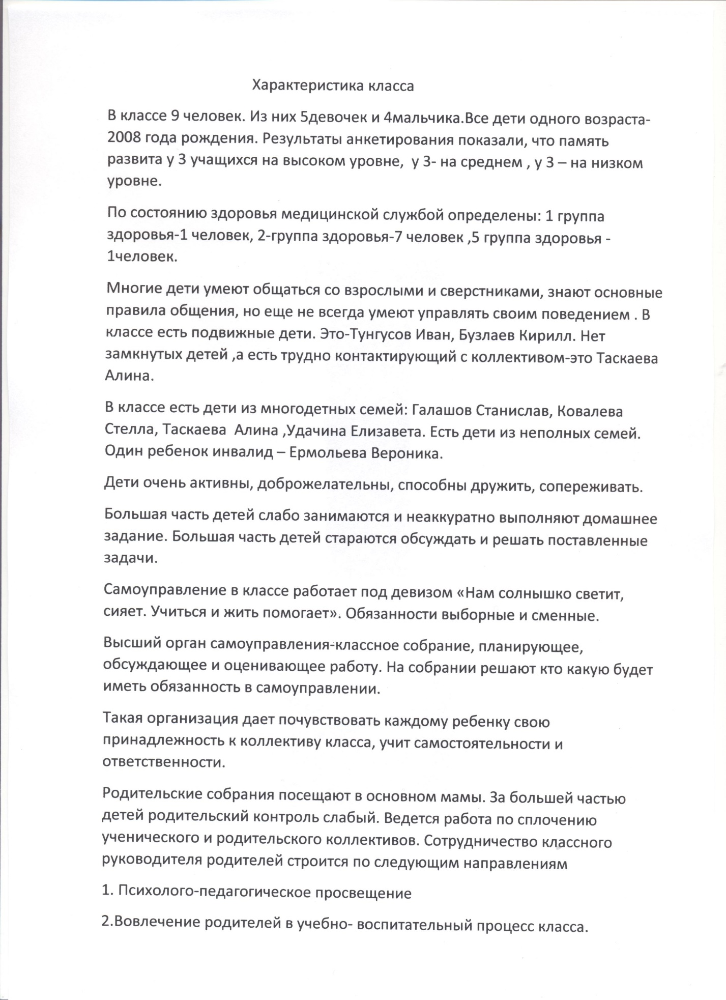 Характеристика класса
В классе 9 человек. Из них 5девочек и 4мальчика.Все дети одного возраста-
2008 года рождения. Результаты анкетирования показали, что память
развита у 3 учащихся на высоком уровне,  у 3- на среднем , у 3 – на низком
уровне.
По состоянию здоровья медицинской службой определены: 1 группа
здоровья-1 человек, 2-группа здоровья-7 человек ,5 группа здоровья -
1человек.
Многие дети умеют общаться со взрослыми и сверстниками, знают основные
правила общения, но еще не всегда умеют управлять своим поведением . В
классе есть подвижные дети. Это-Тунгусов Иван, Бузлаев Кирилл. Нет
замкнутых детей ,а есть трудно контактирующий с коллективом-это Таскаева
Алина.
В классе есть дети из многодетных семей: Галашов Станислав, Ковалева
Стелла, Таскаева  Алина ,Удачина Елизавета. Есть дети из неполных семей.
Один ребенок инвалид – Ермольева Вероника.
Дети очень активны, доброжелательны, способны дружить, сопереживать.
Большая часть детей слабо занимаются и неаккуратно выполняют домашнее
задание. Большая часть детей стараются обсуждать и решать поставленные
задачи.
Самоуправление в классе работает под девизом «Нам солнышко светит,
сияет. Учиться и жить помогает». Обязанности выборные и сменные.
Высший орган самоуправления-классное собрание, планирующее,
обсуждающее и оценивающее работу. На собрании решают кто какую будет
иметь обязанность в самоуправлении.
Такая организация дает почувствовать каждому ребенку свою
принадлежность к коллективу класса, учит самостоятельности и
ответственности.
Родительские собрания посещают в основном мамы. За большей частью
детей родительский контроль слабый. Ведется работа по сплочению
ученического и родительского коллективов. Сотрудничество классного
руководителя родителей строится по следующим направлениям
1. Психолого-педагогическое просвещение
2.Вовлечение родителей в учебно- воспитательный процесс класса.